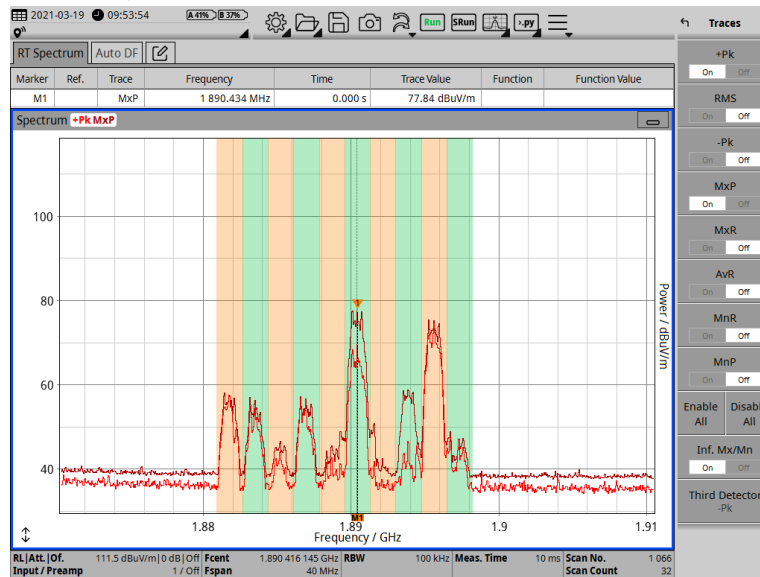 2021-03-19 09:53:54 A 41% B 37% Run SRun .py Traces
RT Spectrum Auto DF
Marker Ref. Trace Frequency Time Trace Value Function Function Value
M1 MxP 1 890.434 MHz 0.000 s 77.84 dBuV/m
Spectrum +Pk MxP
+Pk
On Off
RMS
On Off
-Pk
On Off
MxP
On Off
MxR
On Off
AvR
On Off
MnR
On Off
MnP
On Off
Enable All
Disabl All
Inf. Mx/Mn
On Off
Third Detector
-Pk
100
80
60
40
1
M1
Power / dBuV/m
1.88 1.89 1.9 1.91
Frequency / GHz
RL|Att. |Of. 111.5 dBuV/m|0 dB|Off Fcent 1.890 416 145 GHz RBW 100 kHz Meas. Time 10 ms Scan No. 1 066
Input / Preamp 1 / Off Fspan 40 MHz Scan Count 32